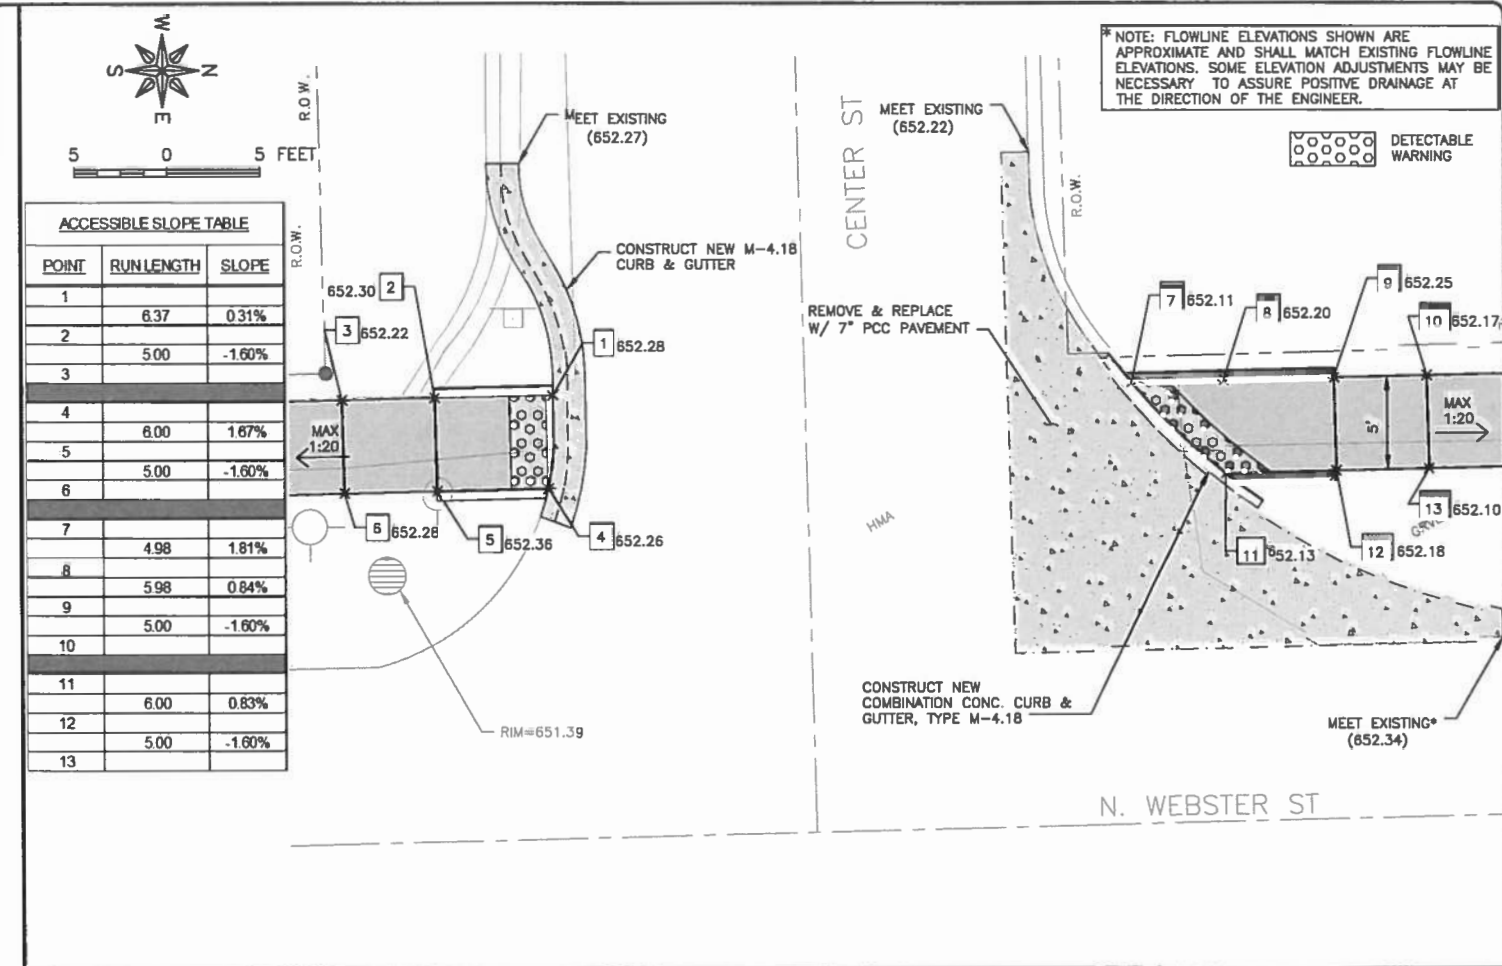 W
S
N
E
5 0 5 FEET
R.O.W.
R.O.W.
ACCESSIBLE SLOPE TABLE
POINT RUN LENGTH SLOPE
1
6.37 0.31%
2
5.00 -1.60%
3
4
6.00 1.67%
5
5.00 -1.60%
6
7
4.98 1.81%
8
5.98 0.84%
9
5.00 -1.60%
10
11
6.00 0.83%
12
5.00 -1.60%
13
MEET EXISTING
(652.27)
CONSTRUCT NEW M-4.18
CURB & GUTTER
652.30 2
3 652.22
1 652.28
MAX
1:20
6 652.28
5 652.36
4 652.26
RIM=651.39
CENTER ST
MEET EXISTING
(652.22)
* NOTE: FLOWLINE ELEVATIONS SHOWN ARE
APPROXIMATE AND SHALL MATCH EXISTING FLOWLINE
ELEVATIONS. SOME ELEVATION ADJUSTMENTS MAY BE
NECESSARY TO ASSURE POSITIVE DRAINAGE AT
THE DIRECTION OF THE ENGINEER.
DETECTABLE
WARNING
R.O.W.
REMOVE & REPLACE
W/ 7" PCC PAVEMENT
7 652.11
8 652.20
9 652.25
10 652.17
5'
MAX
1:20
HMA
11 652.13
12 652.18
13 652.10
CONSTRUCT NEW
COMBINATION CONC. CURB &
GUTTER, TYPE M-4.18
MEET EXISTING*
(652.34)
N. WEBSTER ST